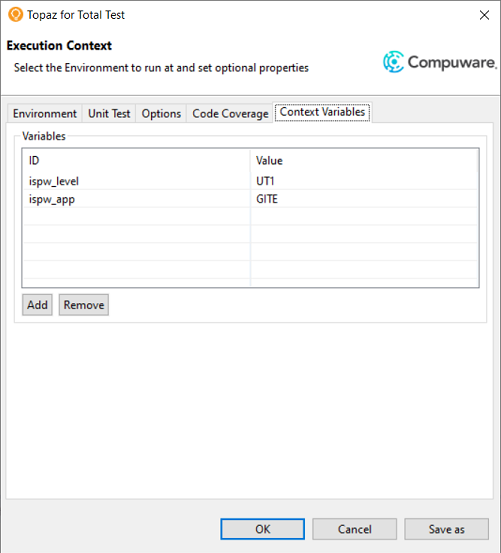 Topaz for Total Test
Execution Context
Select the Environment to run at and set optional properties
Compuware.
Environment Unit Test Options Code Coverage Context Variables
Variables
ID Value
ispw_level UT1
ispw_app GITE
Add Remove
OK Cancel Save as